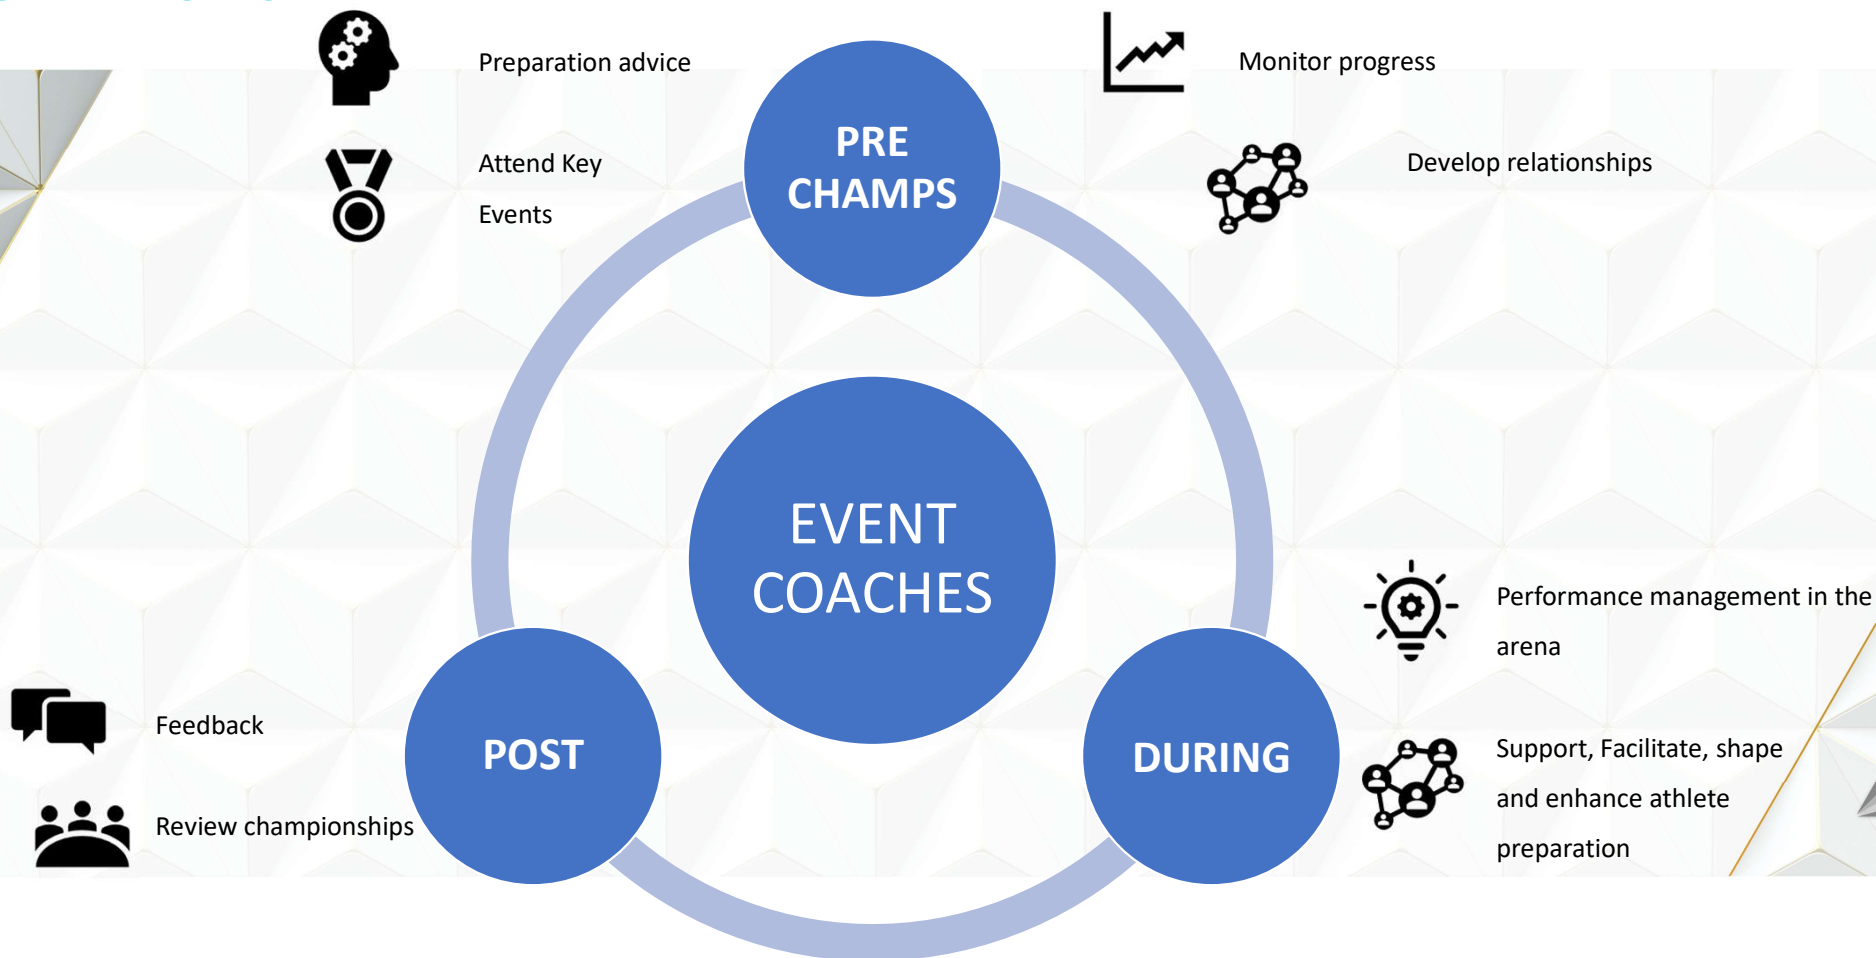 Preparation advice
Attend Key
Events
PRE
CHAMPS
Monitor progress
Develop relationships
EVENT
COACHES
Performance management in the
arena
Support, Facilitate, shape
and enhance athlete
preparation
DURING
POST
Feedback
Review championships